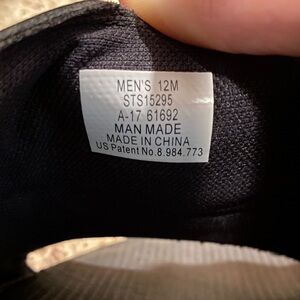 MEN'S 12M
STS15295
A-17 61692
MAN MADE
MADE IN CHINA
US Patent No.8.984.773